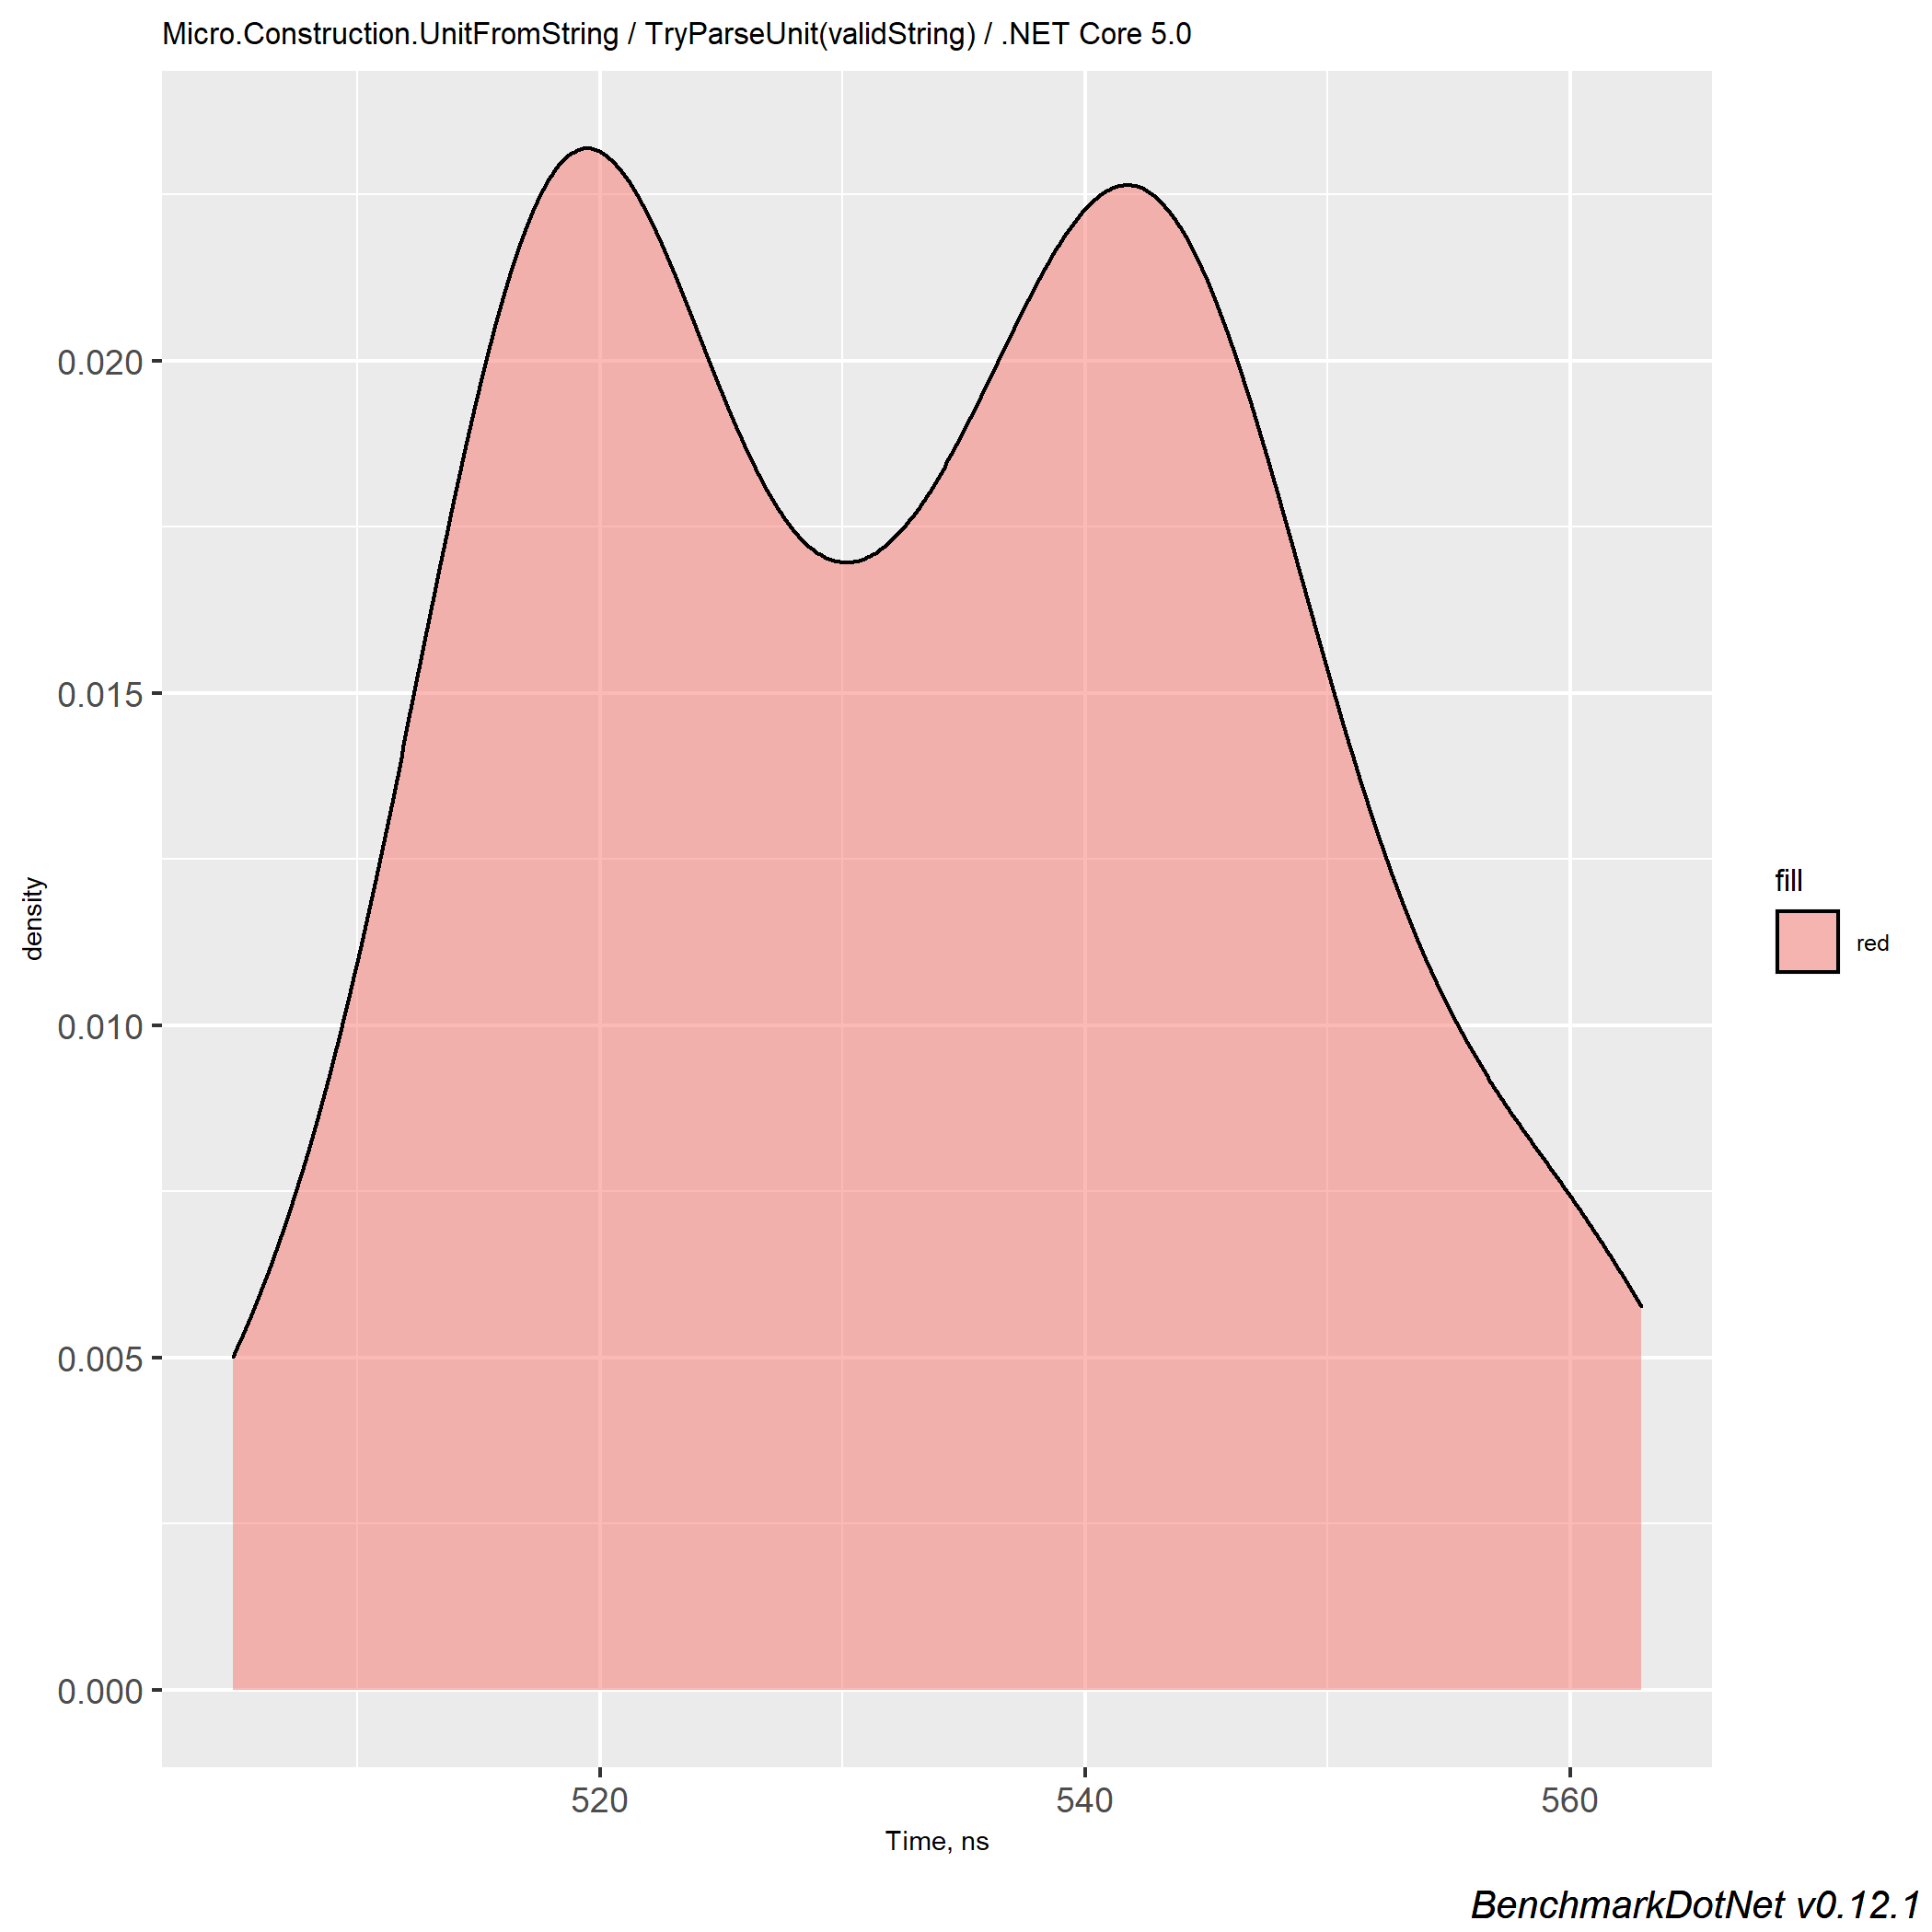 Micro.Construction.UnitFromString / TryParseUnit(validString) / .NET Core 5.0
density
0.020
0.015
0.010
0.005
0.000
520 540 560
Time, ns
fill
red
BenchmarkDotNet v0.12.1